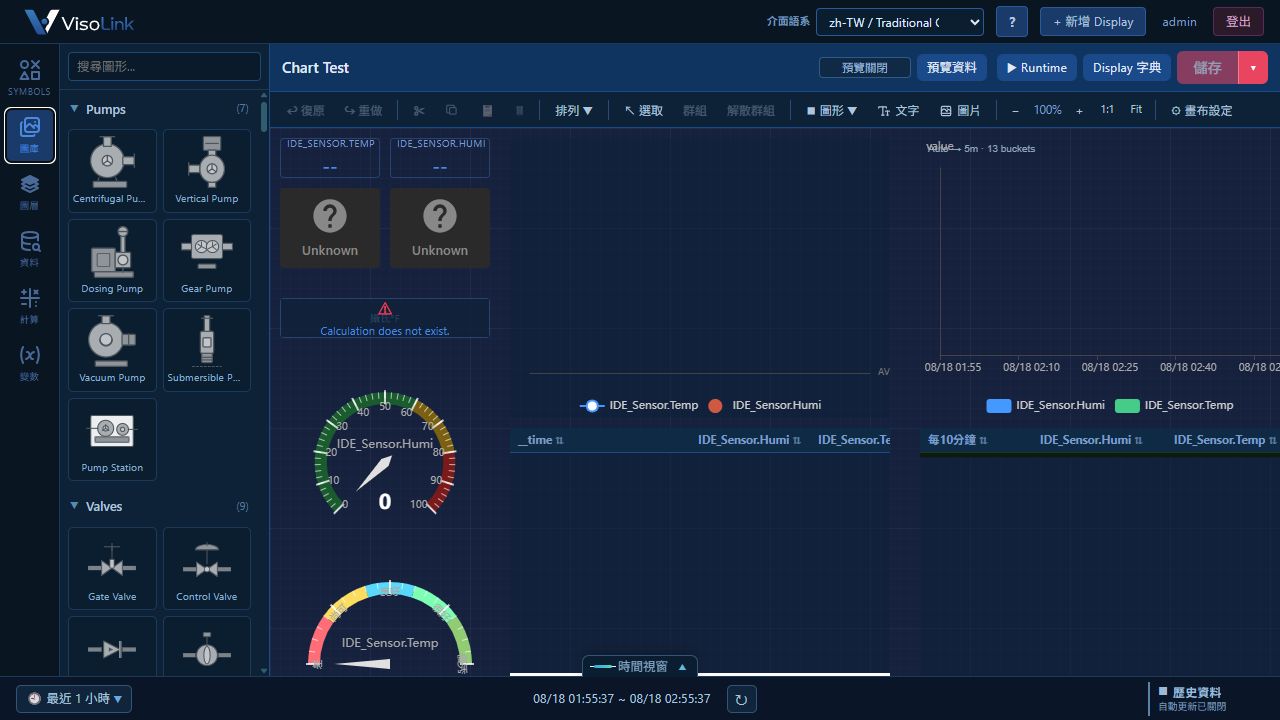 VisoLink
介面語系
zh-TW / Traditional C
?
+ 新增 Display
admin
登出
SYMBOLS
圖庫
圖層
資料
計算
(x)
變數
搜尋圖形...
Pumps (7)
Centrifugal Pu...
Vertical Pump
Dosing Pump
Gear Pump
Vacuum Pump
Submersible P...
Pump Station
Valves (9)
Gate Valve
Control Valve
Chart Test
預覽關閉
預覽資料
▶ Runtime
Display 字典
儲存
▾
↩ 復原
↪ 重做
排列 ▼
↖ 選取
群組
解散群組
■ 圖形 ▼
TT 文字
圖片
−
100%
+
1:1
Fit
⚙ 畫布設定
IDE_SENSOR.TEMP
--
IDE_SENSOR.HUMI
--
?
Unknown
?
Unknown
Calculation does not exist.
0
10
20
30
40
50
60
70
80
90
100
IDE_Sensor.Humi
0
IDE_Sensor.Temp
AV
IDE_Sensor.Temp
IDE_Sensor.Humi
__time
IDE_Sensor.Humi
IDE_Sensor.Te
value
→ 5m · 13 buckets
08/18 01:55
08/18 02:10
08/18 02:25
08/18 02:40
08/18 02
IDE_Sensor.Humi
IDE_Sensor.Temp
每10分鐘
IDE_Sensor.Humi
IDE_Sensor.Temp
時間視窗 ▲
最近 1 小時 ▼
08/18 01:55:37 ~ 08/18 02:55:37
↻
■ 歷史資料
自動更新已關閉